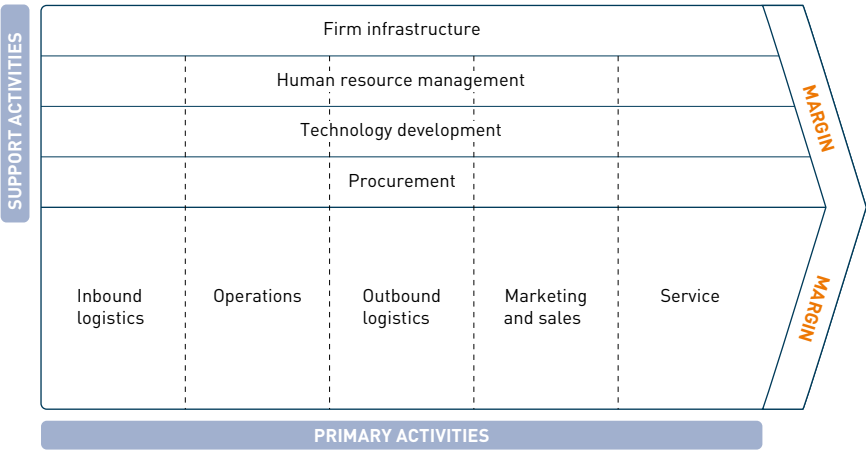 SUPPORT ACTIVITIES
Firm infrastructure
Human resource management
Technology development
Procurement
MARGIN
Inbound
logistics
Operations
Outbound
logistics
Marketing
and sales
Service
MARGIN
PRIMARY ACTIVITIES